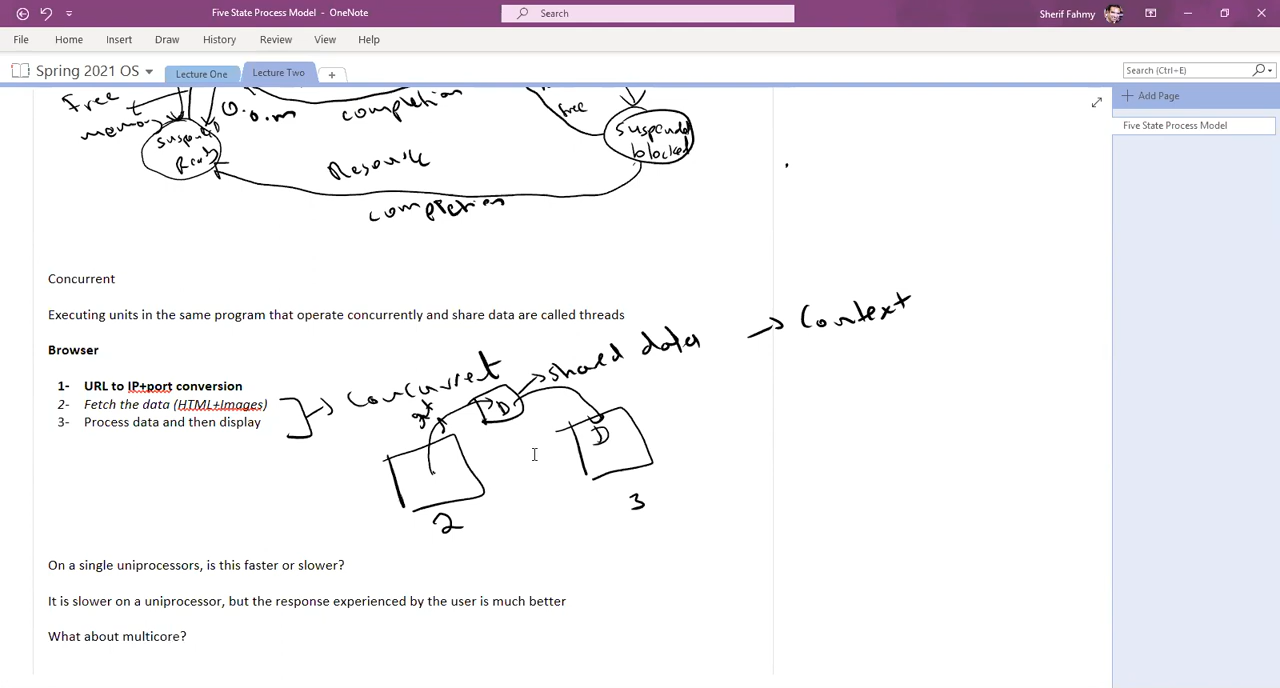 Five State Process Model - OneNote
Search
Sherif Fahmy
File Home Insert Draw History Review View Help
Spring 2021 OS
Lecture One
Lecture Two
Search (Ctrl+E)
Add Page
Five State Process Model
Free
memory
O.o.m
completion
free
suspended
Ready
suspended
blocked
Resource
completion
Concurrent
Executing units in the same program that operate concurrently and share data are called threads
→ Context
Browser
shared data
1- URL to IP+port conversion
2- Fetch the data (HTML+Images)
3- Process data and then display
concurret
D
D
2
3
On a single uniprocessors, is this faster or slower?
It is slower on a uniprocessor, but the response experienced by the user is much better
What about multicore?